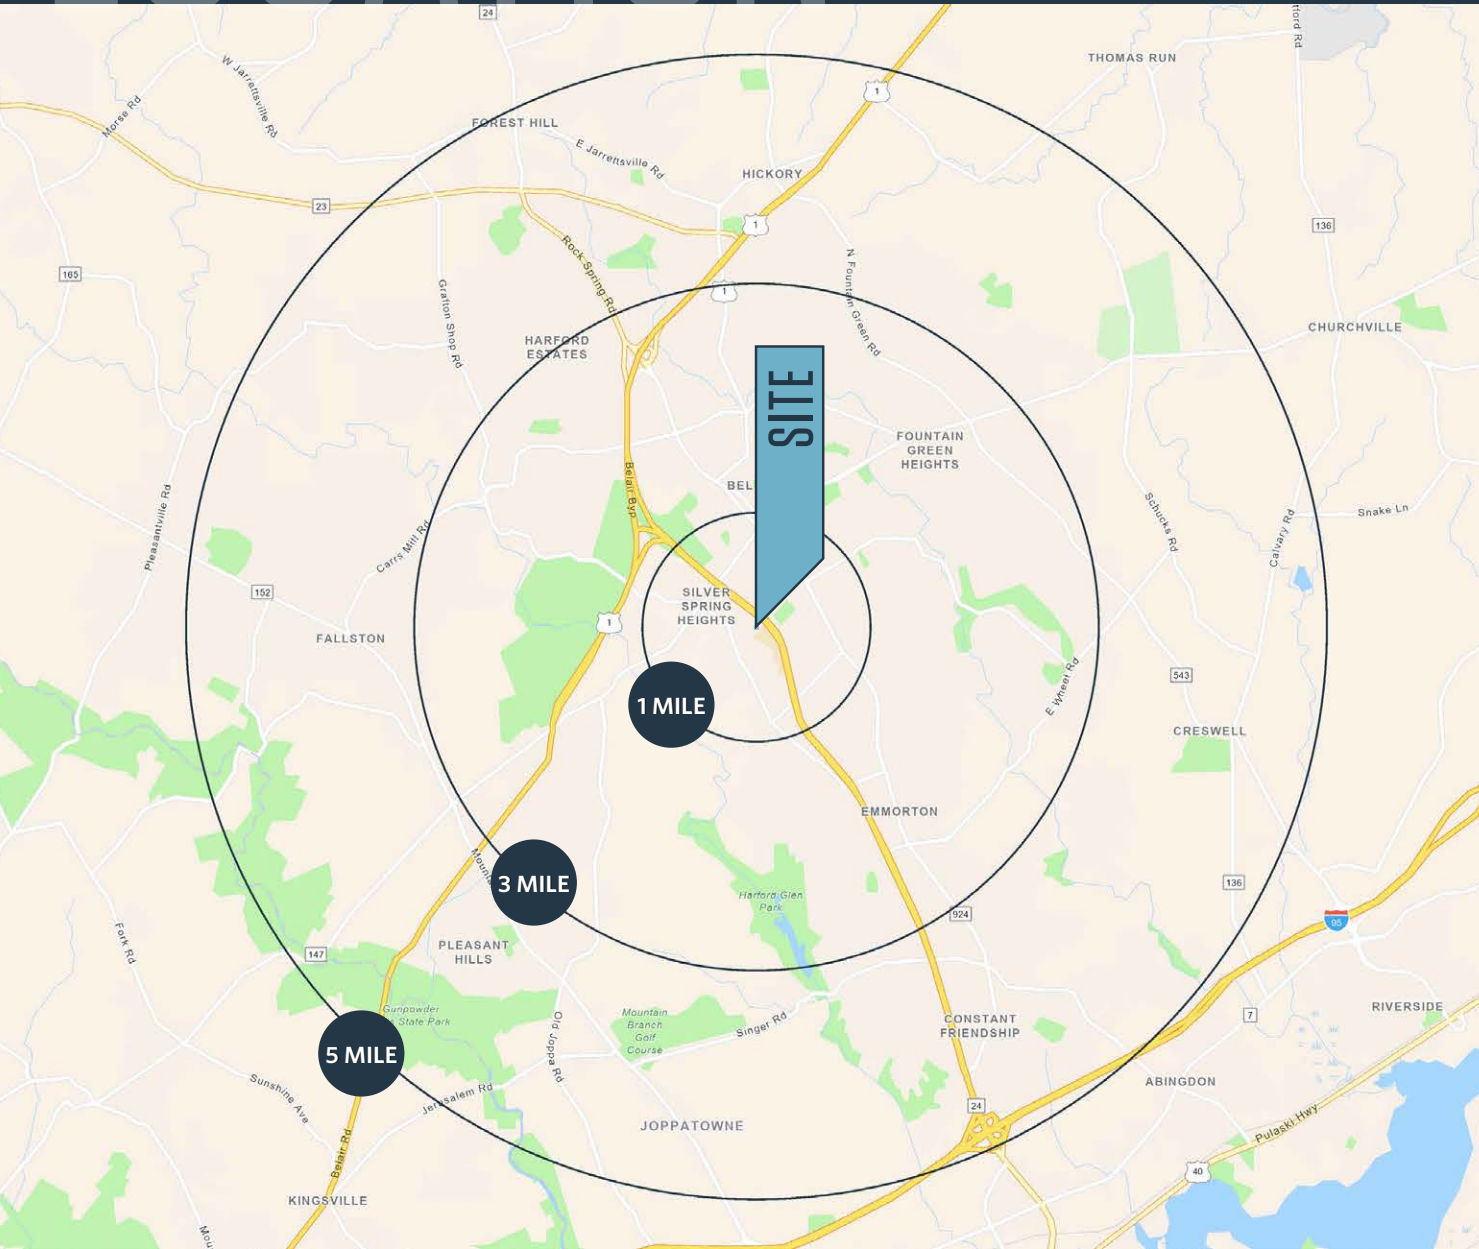 24
THOMAS RUN
W Jarrettsville Rd
Morse Rd
1
FOREST HILL
E Jarrettsville Rd
HICKORY
23
1
136
165
Rock Spring Rd
N Fountain Green Rd
Grafton Shop Rd
1
HARFORD
ESTATES
CHURCHVILLE
SITE
FOUNTAIN
GREEN
HEIGHTS
Belair Byp
Pleasantville Rd
Carrs Mill Rd
Schucks Rd
Calvary Rd
Snake Ln
152
SILVER
SPRING
HEIGHTS
1
FALLSTON
E Wheel Rd
543
1 MILE
CRESWELL
EMMORTON
3 MILE
136
Harford Glen
Park
924
95
Fork Rd
147
PLEASANT
HILLS
Gunpowder
State Park
Mountain
Branch
Golf
Course
Singer Rd
CONSTANT
FRIENDSHIP
7
RIVERSIDE
5 MILE
Old Joppa Rd
Sunshine Ave
Jerusalem Rd
24
ABINGDON
JOPPATOWNE
Pulaski Hwy
Belair Rd
40
KINGSVILLE